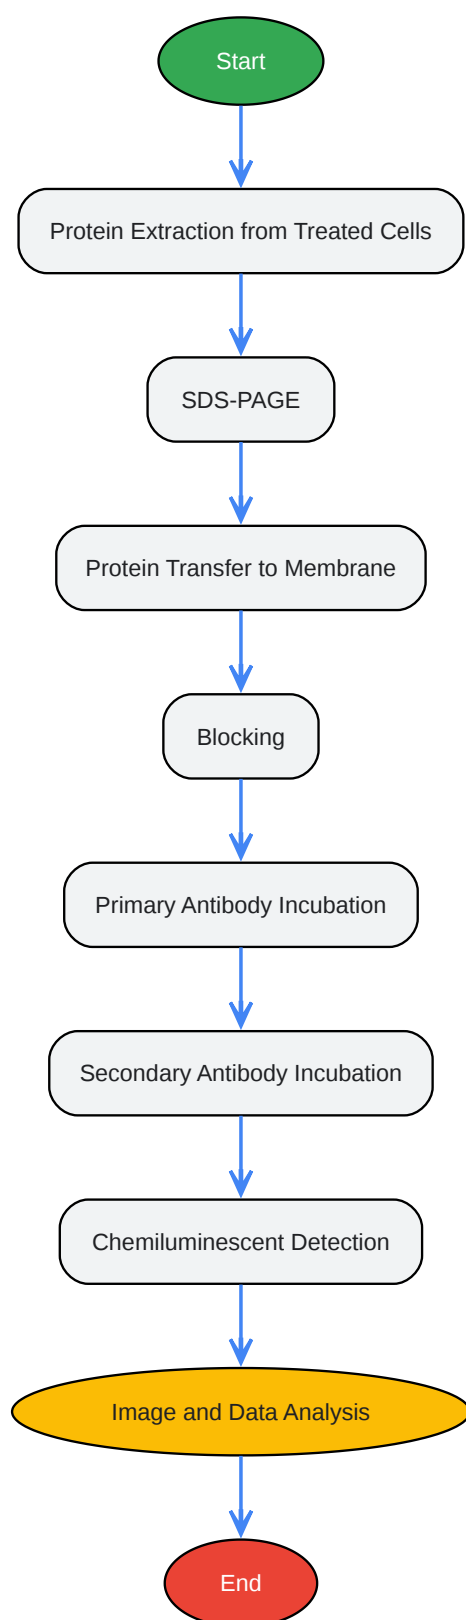 Start
Protein Extraction from Treated Cells
SDS-PAGE
Protein Transfer to Membrane
Blocking
Primary Antibody Incubation
Secondary Antibody Incubation
Chemiluminescent Detection
Image and Data Analysis
End